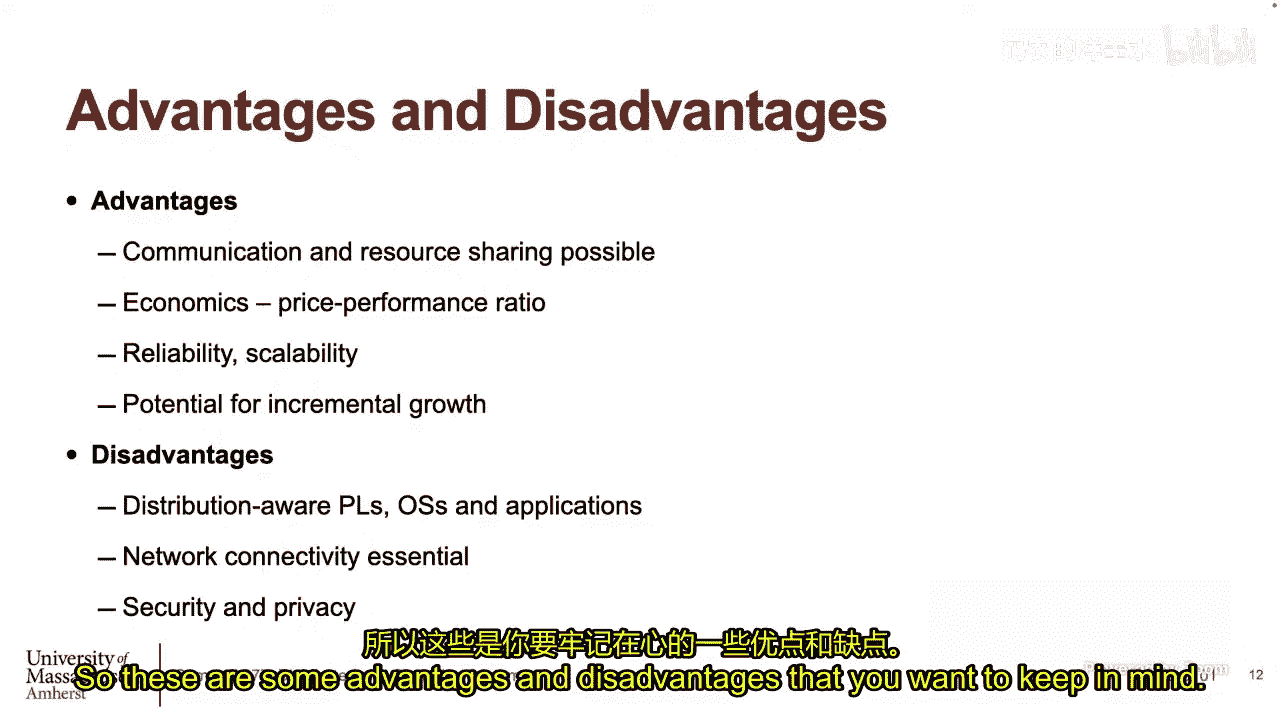 bilibili
Advantages and Disadvantages
• Advantages
– Communication and resource sharing possible
– Economics – price-performance ratio
– Reliability, scalability
– Potential for incremental growth
• Disadvantages
– Distribution-aware PLs, OSs and applications
– Network connectivity essential
– Security and privacy
所以这些是你要牢记在心的一些优点和缺点。
So these are some advantages and disadvantages that you want to keep in mind.
University of
Amherst
12